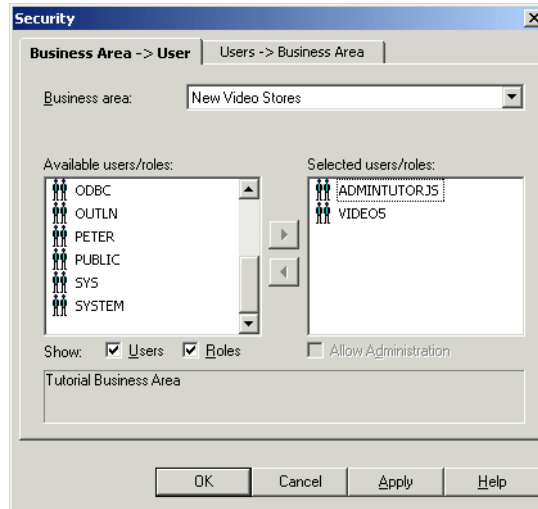 Security
Business Area -> User
Users -> Business Area
Business area:
New Video Stores
Available users/roles:
Selected users/roles:
ODBC
OUTLN
PETER
PUBLIC
SYS
SYSTEM
ADMINTUTORJS
VIDEO5
Show: Users Roles
Allow Administration
Tutorial Business Area
OK Cancel Apply Help